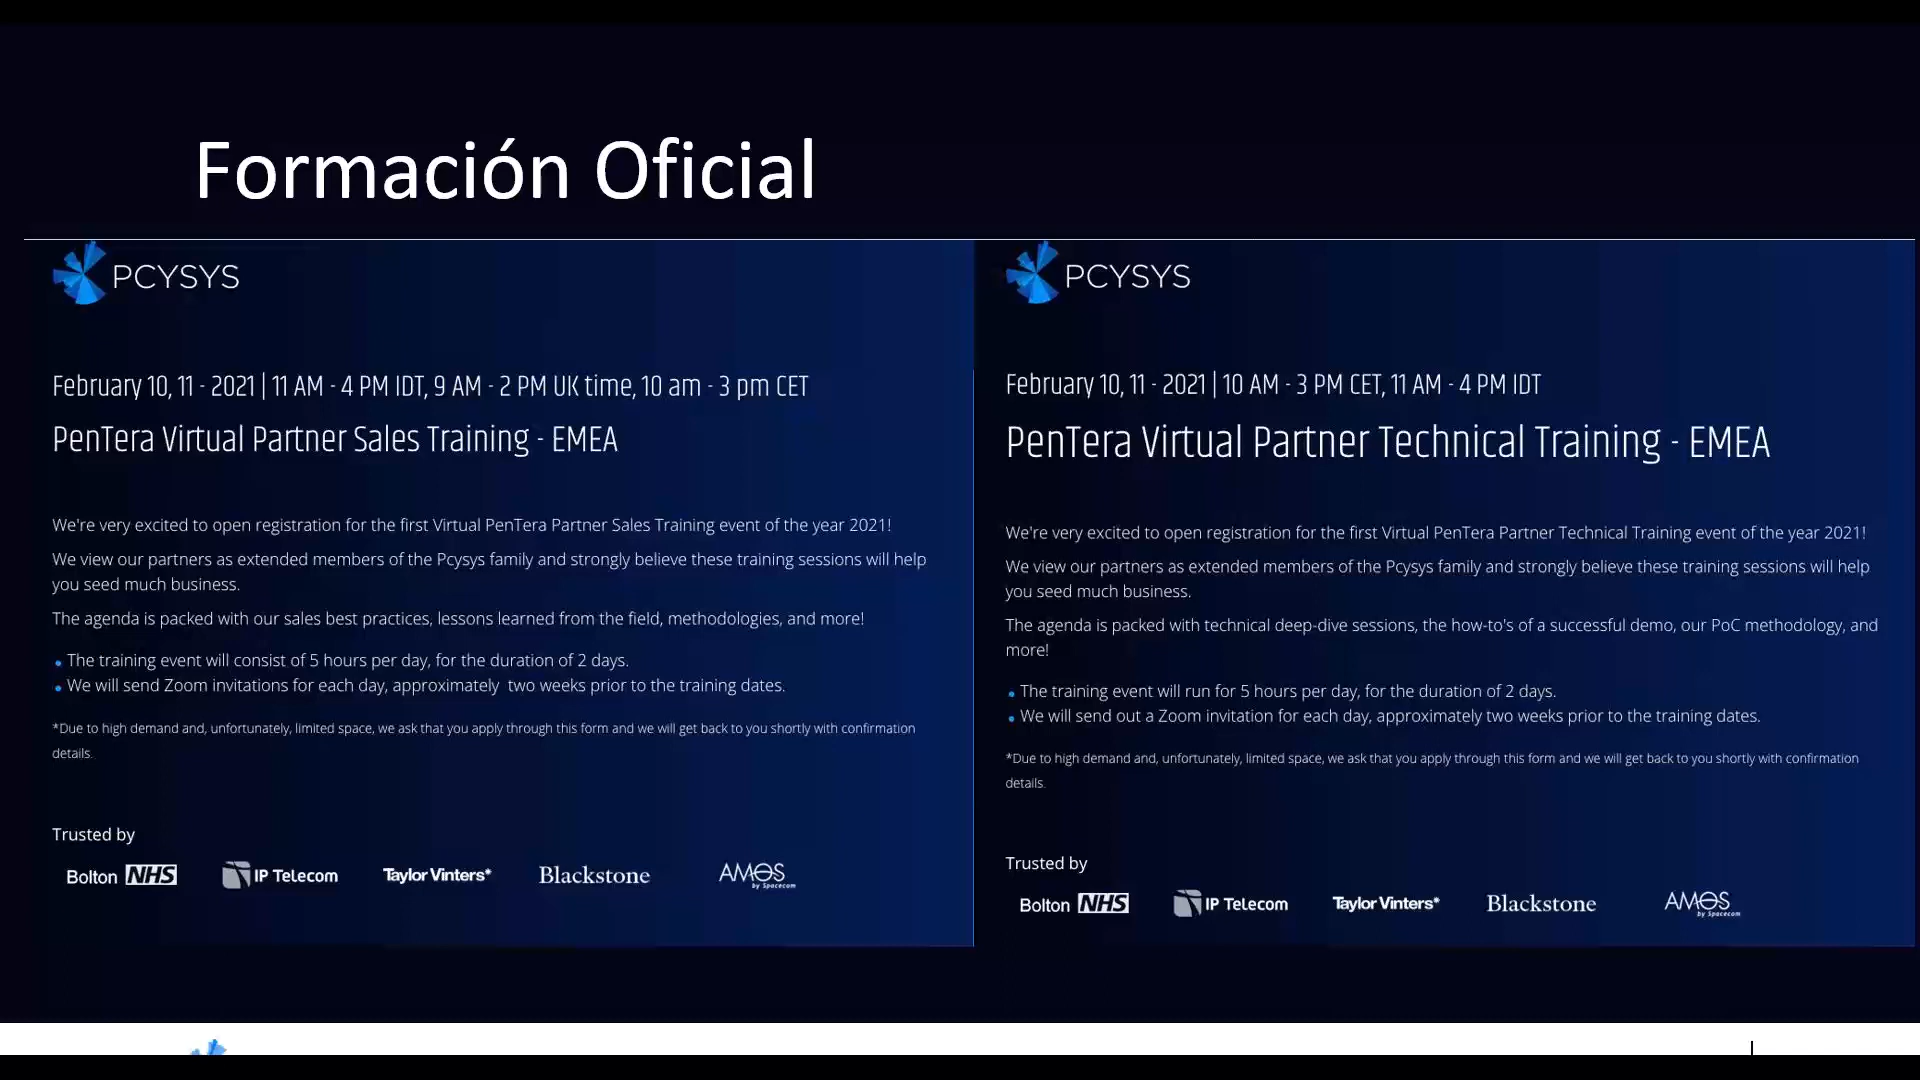 Formación Oficial
PCYSYS
February 10, 11 - 2021 | 11 AM - 4 PM IDT, 9 AM - 2 PM UK time, 10 am - 3 pm CET
PenTera Virtual Partner Sales Training - EMEA
We're very excited to open registration for the first Virtual PenTera Partner Sales Training event of the year 2021!
We view our partners as extended members of the Pcysys family and strongly believe these training sessions will help
you seed much business.
The agenda is packed with our sales best practices, lessons learned from the field, methodologies, and more!
• The training event will consist of 5 hours per day, for the duration of 2 days.
• We will send Zoom invitations for each day, approximately two weeks prior to the training dates.
*Due to high demand and, unfortunately, limited space, we ask that you apply through this form and we will get back to you shortly with confirmation
details.
Trusted by
Bolton NHS IP Telecom Taylor Vinters* Blackstone AMOS by Spacecom
PCYSYS
February 10, 11 - 2021 | 10 AM - 3 PM CET, 11 AM - 4 PM IDT
PenTera Virtual Partner Technical Training - EMEA
We're very excited to open registration for the first Virtual PenTera Partner Technical Training event of the year 2021!
We view our partners as extended members of the Pcysys family and strongly believe these training sessions will help
you seed much business.
The agenda is packed with technical deep-dive sessions, the how-to's of a successful demo, our PoC methodology, and
more!
• The training event will run for 5 hours per day, for the duration of 2 days.
• We will send out a Zoom invitation for each day, approximately two weeks prior to the training dates.
*Due to high demand and, unfortunately, limited space, we ask that you apply through this form and we will get back to you shortly with confirmation
details.
Trusted by
Bolton NHS IP Telecom Taylor Vinters* Blackstone AMOS by Spacecom